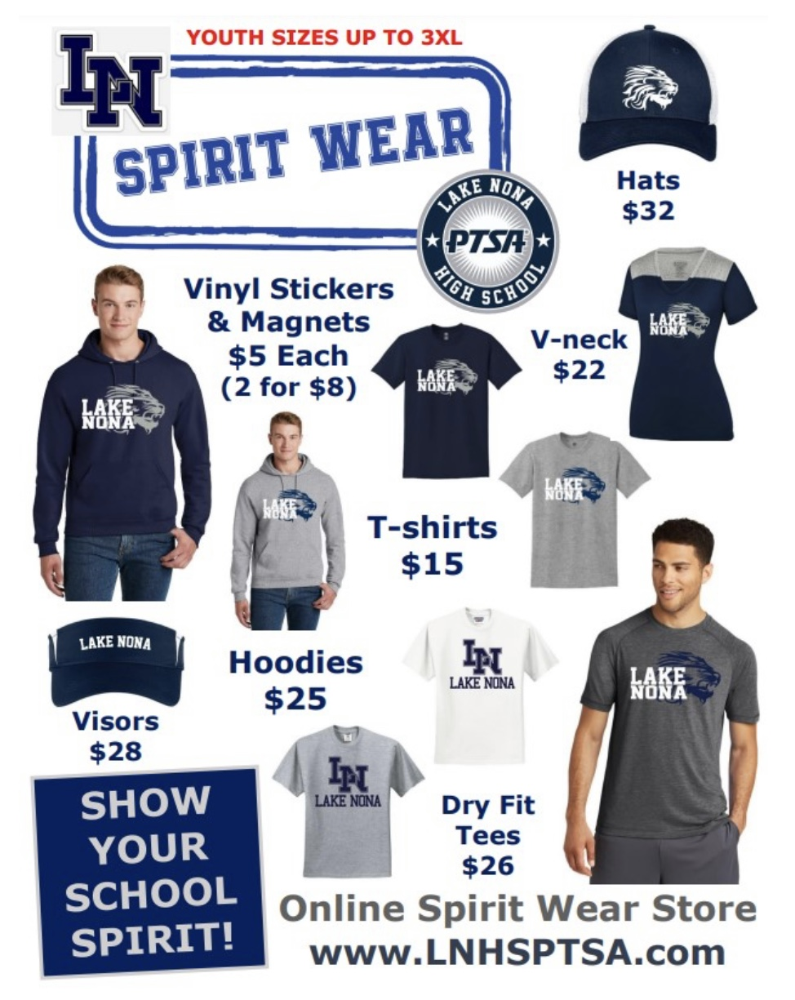 YOUTH SIZES UP TO 3XL
LN
SPIRIT WEAR
LAKE NONA
PTSA
HIGH SCHOOL
Hats
$32
Vinyl Stickers
& Magnets
$5 Each
(2 for $8)
V-neck
$22
LAKE
NONA
LAKE
NONA
LAKE
NONA
LAKE
NONA
LAKE
NONA
T-shirts
$15
LAKE NONA
Visors
$28
Hoodies
$25
LN
LAKE NONA
LAKE
NONA
LN
LAKE NONA
Dry Fit
Tees
$26
SHOW
YOUR
SCHOOL
SPIRIT!
Online Spirit Wear Store
www.LNHSPTSA.com